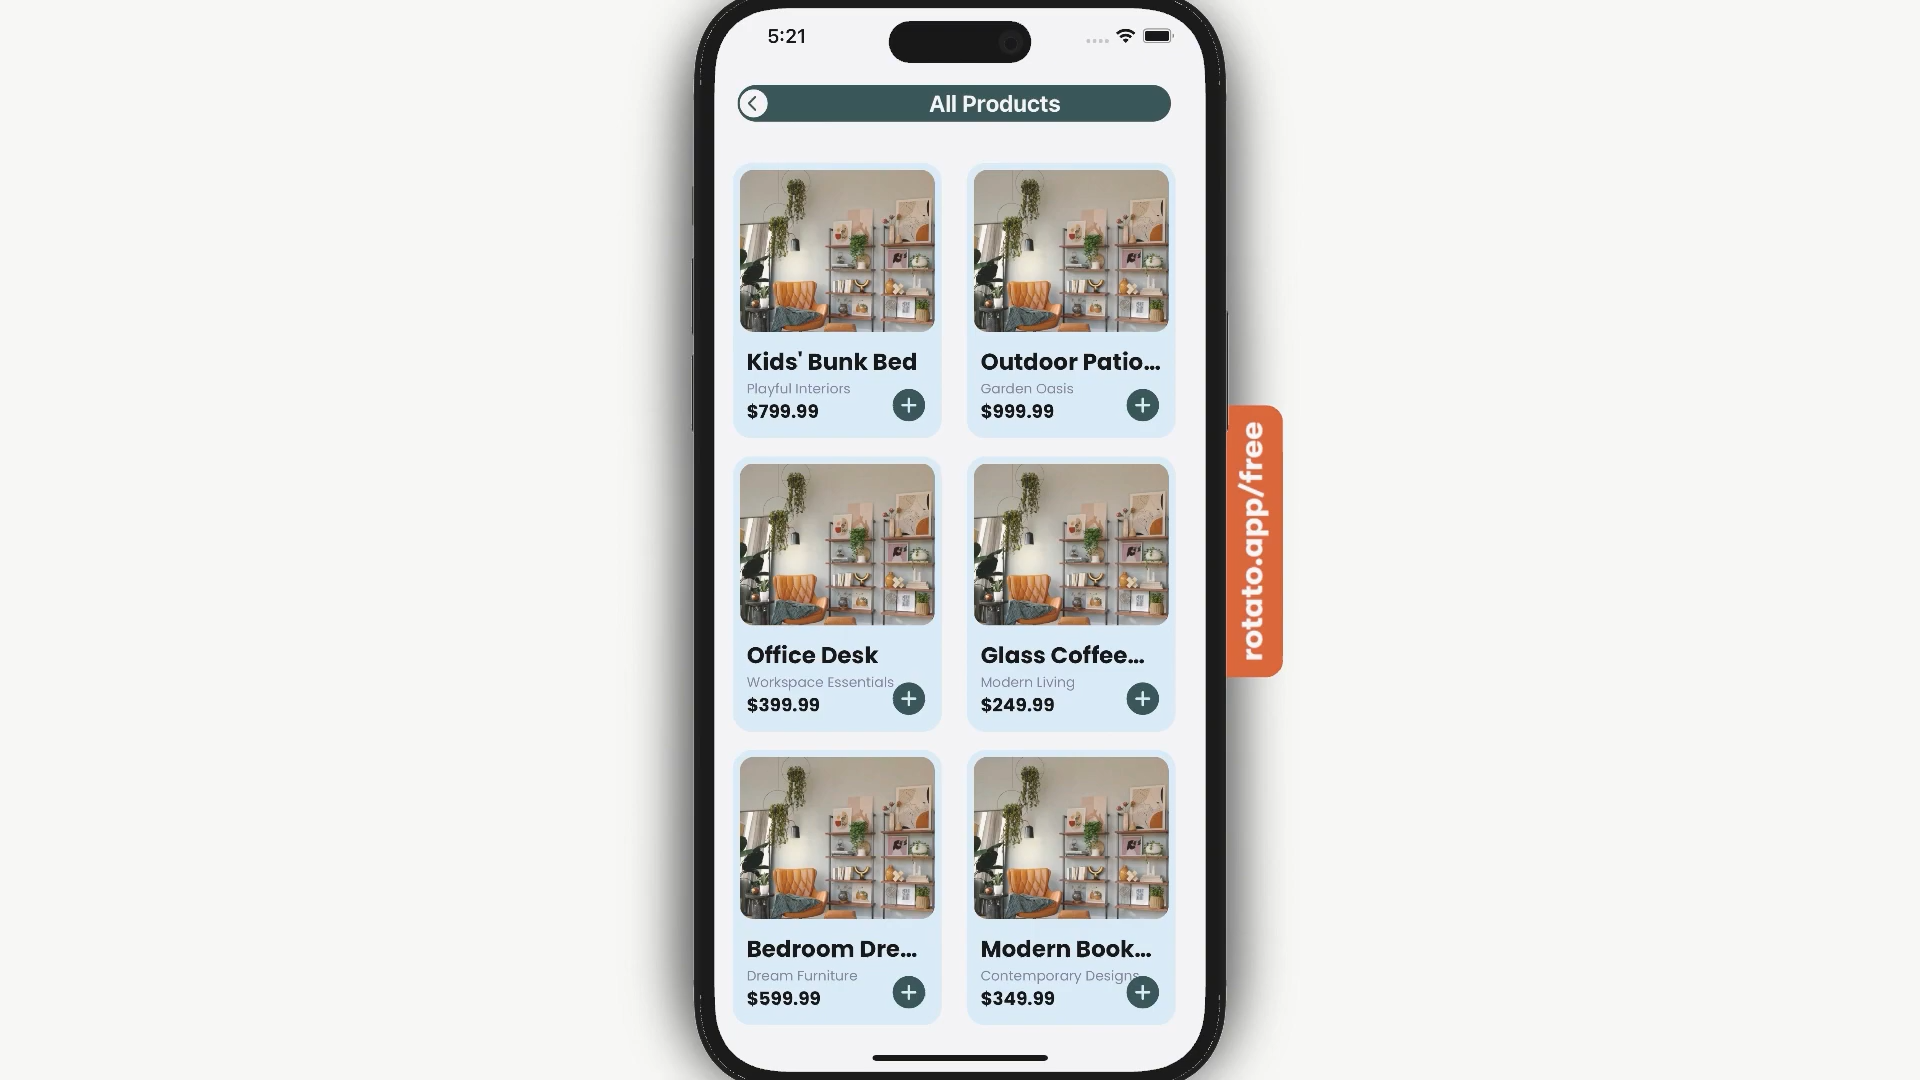 5:21
All Products
Kids' Bunk Bed
Playful Interiors
$799.99
Outdoor Patio...
Garden Oasis
$999.99
Office Desk
Workspace Essentials
$399.99
Glass Coffee...
Modern Living
$249.99
Bedroom Dre...
Dream Furniture
$599.99
Modern Book...
Contemporary Designs
$349.99
rotato.app/free